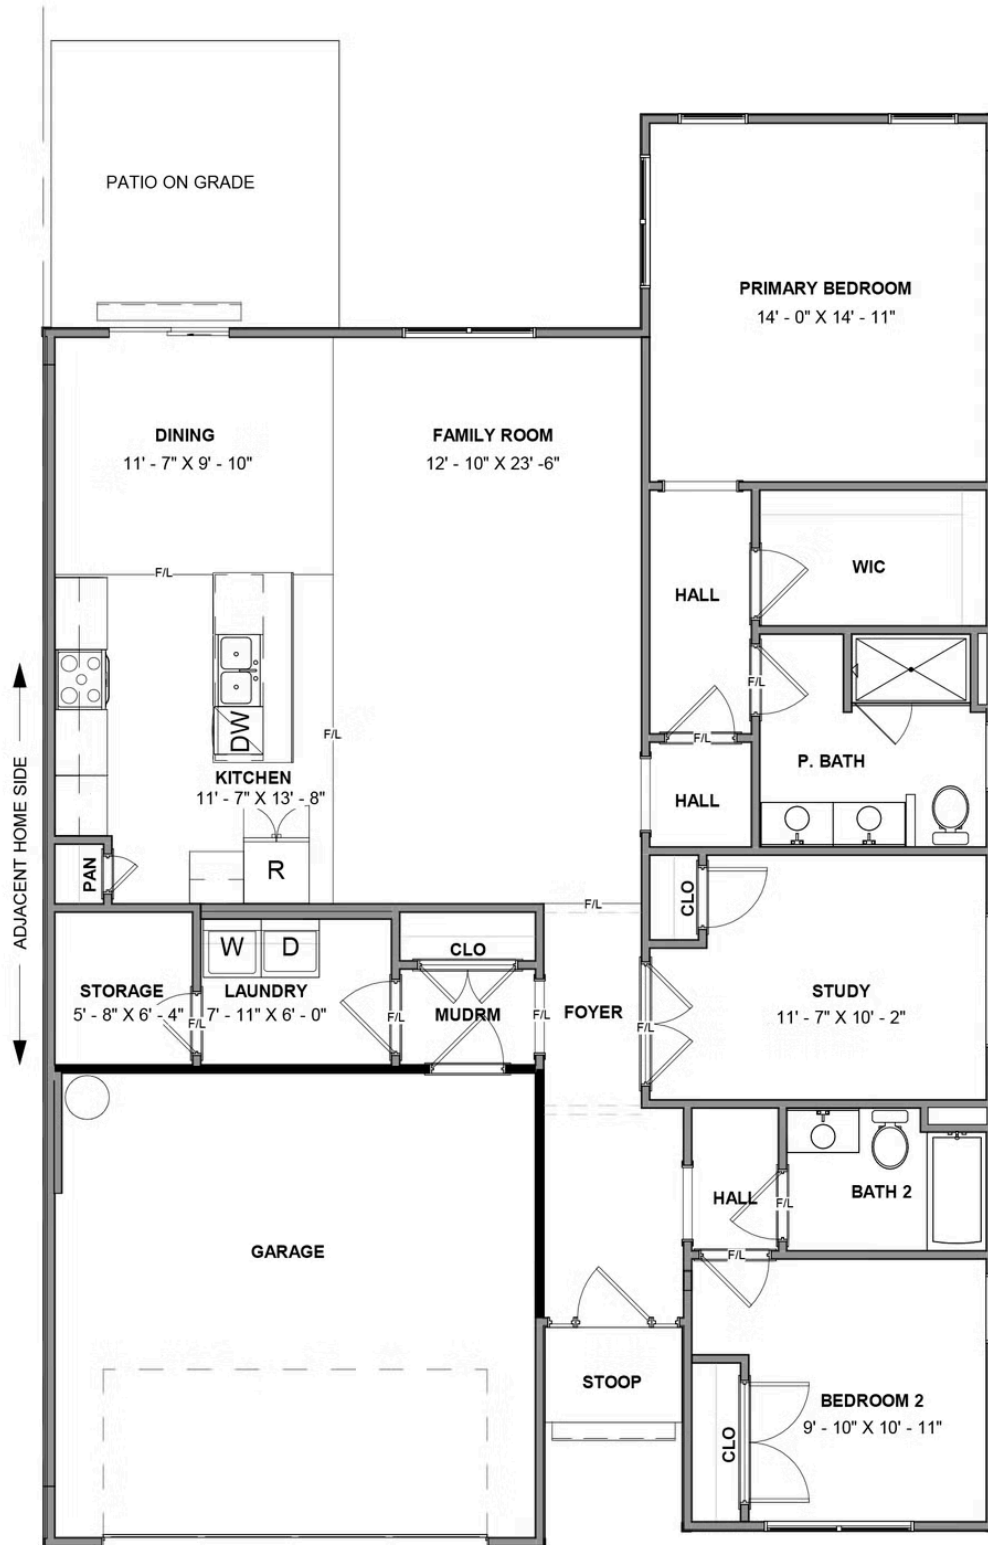 PATIO ON GRADE
PRIMARY BEDROOM
14' - 0" X 14' - 11"
DINING
11' - 7" X 9' - 10"
FAMILY ROOM
12' - 10" X 23' -6"
F/L
WIC
HALL
F/L
DW
F/L
F/L
P. BATH
KITCHEN
11' - 7" X 13' - 8"
HALL
ADJACENT HOME SIDE
PAN
R
CLO
F/L
W
D
CLO
STORAGE
5' - 8" X 6' - 4"
F/L
LAUNDRY
7' - 11" X 6' - 0"
F/L
MUDRM
F/L
FOYER
F/L
STUDY
11' - 7" X 10' - 2"
HALL
F/L
BATH 2
F/L
GARAGE
STOOP
BEDROOM 2
9' - 10" X 10' - 11"
CLO